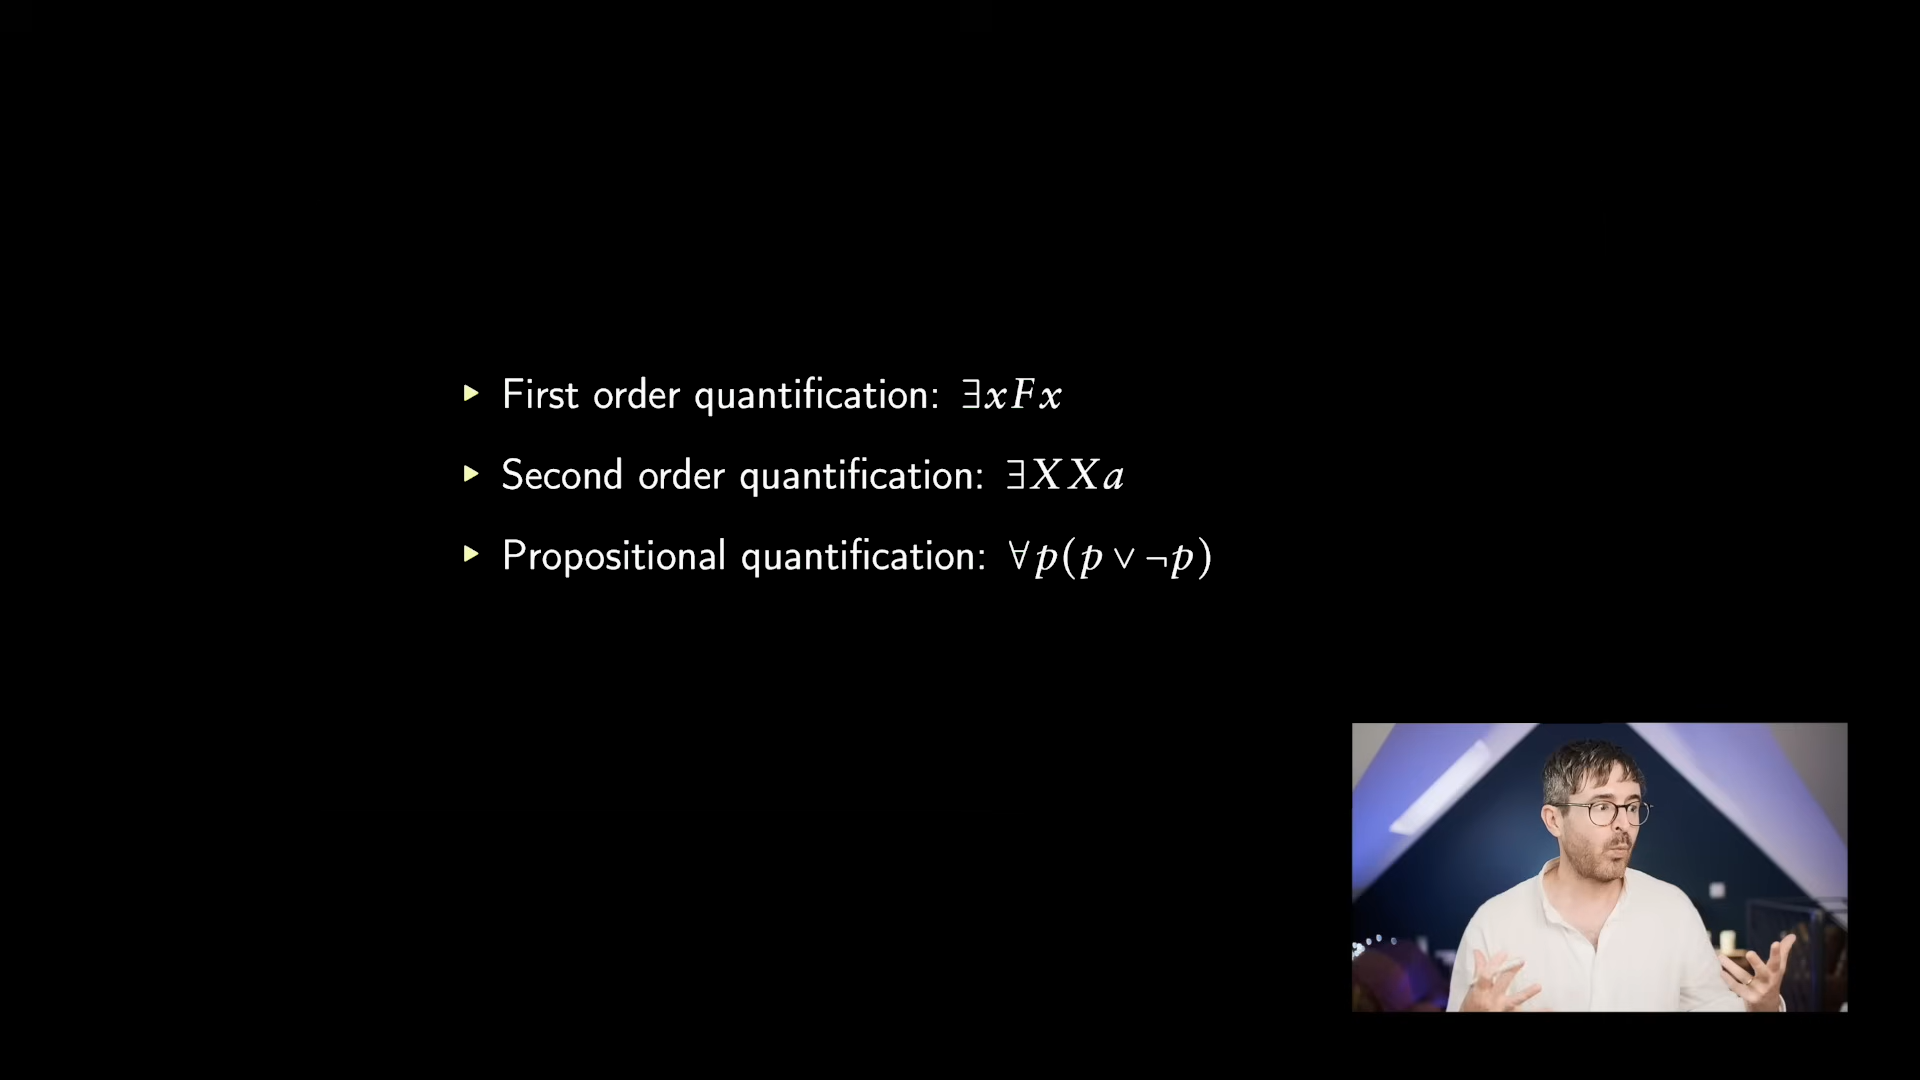 First order quantification: ∃xFx
Second order quantification: ∃XXa
Propositional quantification: ∀p(p ∨ ¬p)